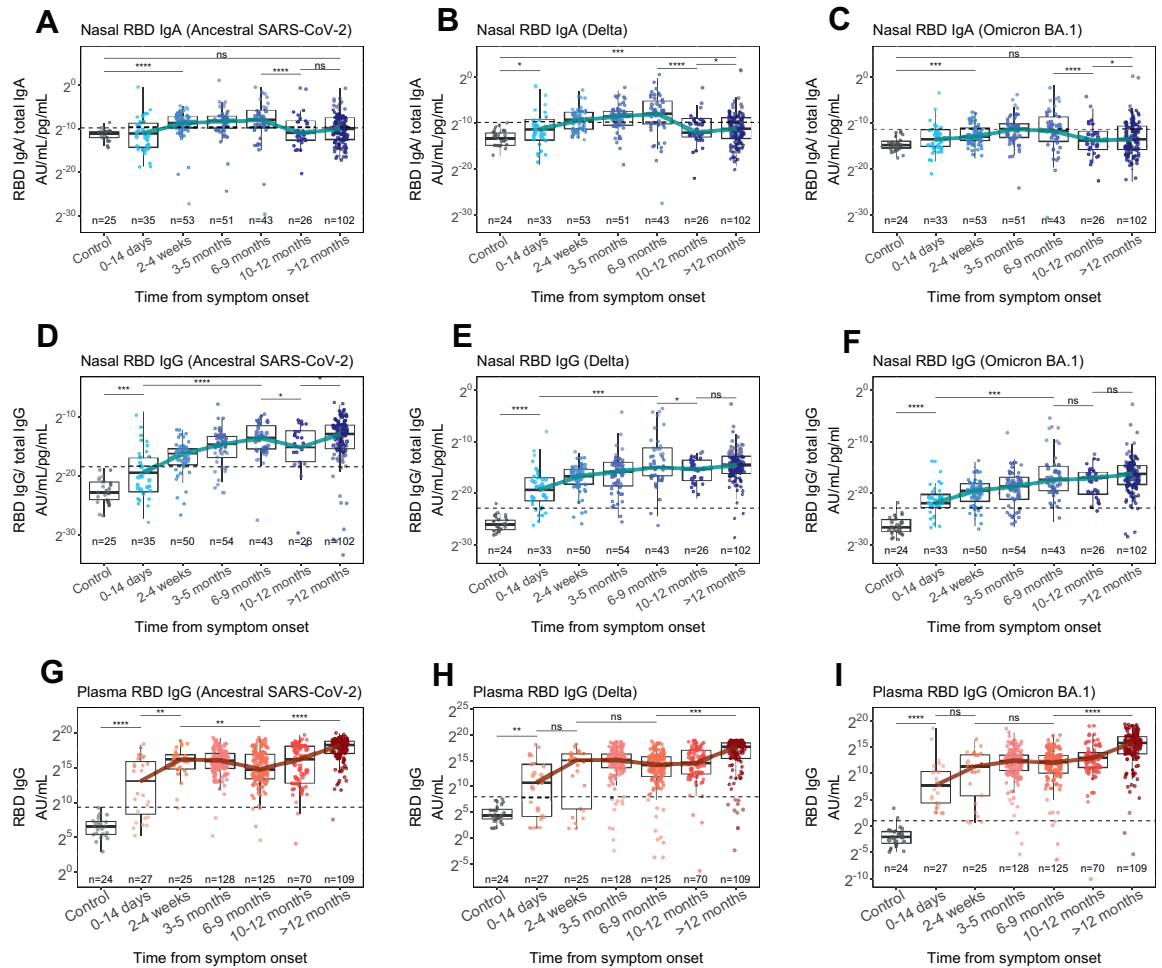 A
Nasal RBD IgA (Ancestral SARS-CoV-2)
ns
**** **** ns
RBD IgA/ total IgA
AU/mL/pg/mL
2^0
2^-10
2^-20
2^-30
n=25 n=35 n=53 n=51 n=43 n=26 n=102
Control 0-14 days 2-4 weeks 3-5 months 6-9 months 10-12 months >12 months
Time from symptom onset
B
Nasal RBD IgA (Delta)
***
* **** *
RBD IgA/ total IgA
AU/mL/pg/mL
2^0
2^-10
2^-20
2^-30
n=24 n=33 n=53 n=51 n=43 n=26 n=102
Control 0-14 days 2-4 weeks 3-5 months 6-9 months 10-12 months >12 months
Time from symptom onset
C
Nasal RBD IgA (Omicron BA.1)
ns
*** **** *
RBD IgA/ total IgA
AU/mL/pg/mL
2^0
2^-10
2^-20
2^-30
n=24 n=33 n=53 n=51 n=43 n=26 n=102
Control 0-14 days 2-4 weeks 3-5 months 6-9 months 10-12 months >12 months
Time from symptom onset
D
Nasal RBD IgG (Ancestral SARS-CoV-2)
*** **** * *
RBD IgG/ total IgG
AU/mL/pg/mL
2^-10
2^-20
2^-30
n=25 n=35 n=50 n=54 n=43 n=26 n=102
Control 0-14 days 2-4 weeks 3-5 months 6-9 months 10-12 months >12 months
Time from symptom onset
E
Nasal RBD IgG (Delta)
**** *** * ns
RBD IgG/ total IgG
AU/mL/pg/mL
2^0
2^-10
2^-20
2^-30
n=24 n=33 n=50 n=54 n=43 n=26 n=102
Control 0-14 days 2-4 weeks 3-5 months 6-9 months 10-12 months >12 months
Time from symptom onset
F
Nasal RBD IgG (Omicron BA.1)
**** *** ns ns
RBD IgG/ total IgG
AU/mL/pg/ml
2^0
2^-10
2^-20
2^-30
n=24 n=33 n=50 n=54 n=43 n=26 n=102
Control 0-14 days 2-4 weeks 3-5 months 6-9 months 10-12 months >12 months
Time from symptom onset
G
Plasma RBD IgG (Ancestral SARS-CoV-2)
**** ** ** ****
RBD IgG
AU/mL
2^20
2^15
2^10
2^5
2^0
n=24 n=27 n=25 n=128 n=125 n=70 n=109
Control 0-14 days 2-4 weeks 3-5 months 6-9 months 10-12 months >12 months
Time from symptom onset
H
Plasma RBD IgG (Delta)
** ns ns ***
RBD IgG
AU/mL
2^25
2^20
2^15
2^10
2^5
2^0
2^-5
n=24 n=27 n=25 n=128 n=125 n=70 n=109
Control 0-14 days 2-4 weeks 3-5 months 6-9 months 10-12 months >12 months
Time from symptom onset
I
Plasma RBD IgG (Omicron BA.1)
**** ns ns ****
RBD IgG
AU/mL
2^20
2^15
2^10
2^5
2^0
2^-5
2^-10
n=24 n=27 n=25 n=128 n=125 n=70 n=109
Control 0-14 days 2-4 weeks 3-5 months 6-9 months 10-12 months >12 months
Time from symptom onset